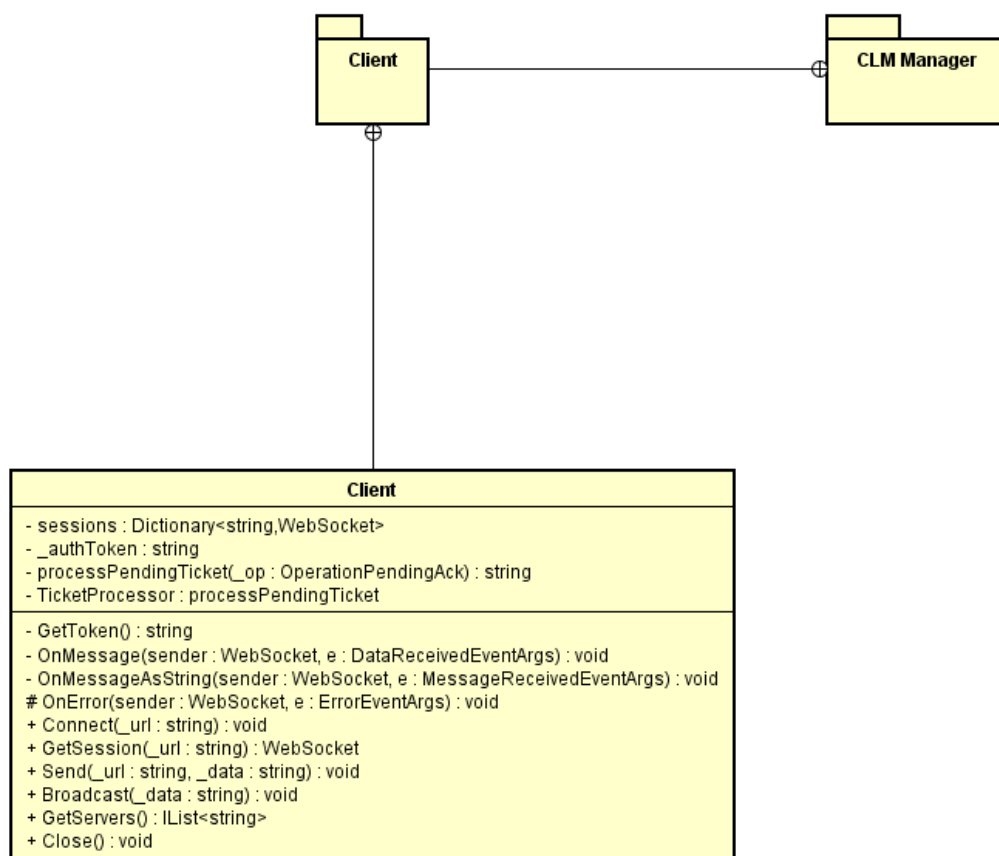 Client
CLM Manager
Client
- sessions : Dictionary<string,WebSocket>
- _authToken : string
- processPendingTicket(_op : OperationPendingAck) : string
- TicketProcessor : processPendingTicket
- GetToken() : string
- OnMessage(sender : WebSocket, e : DataReceivedEventArgs) : void
- OnMessageAsString(sender : WebSocket, e : MessageReceivedEventArgs) : void
# OnError(sender : WebSocket, e : ErrorEventArgs) : void
+ Connect(_url : string) : void
+ GetSession(_url : string) : WebSocket
+ Send(_url : string, _data : string) : void
+ Broadcast(_data : string) : void
+ GetServers() : IList<string>
+ Close() : void